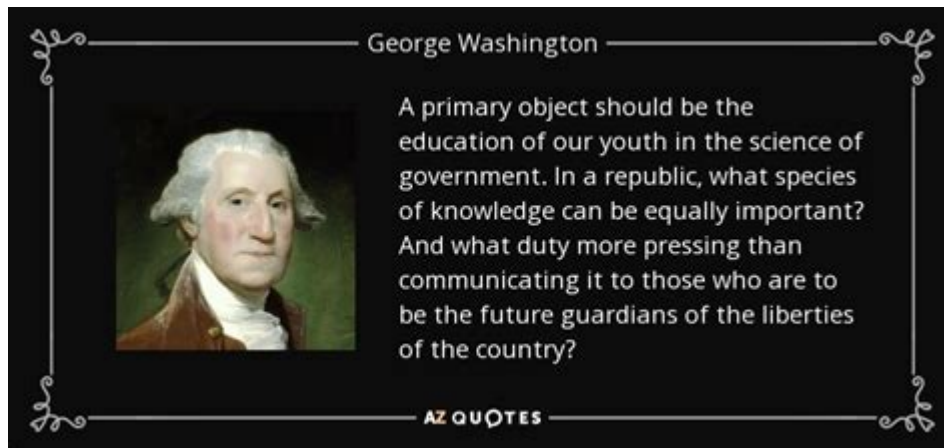 George Washington
A primary object should be the
education of our youth in the science of
government. In a republic, what species
of knowledge can be equally important?
And what duty more pressing than
communicating it to those who are to
be the future guardians of the liberties
of the country?
AZ QUOTES